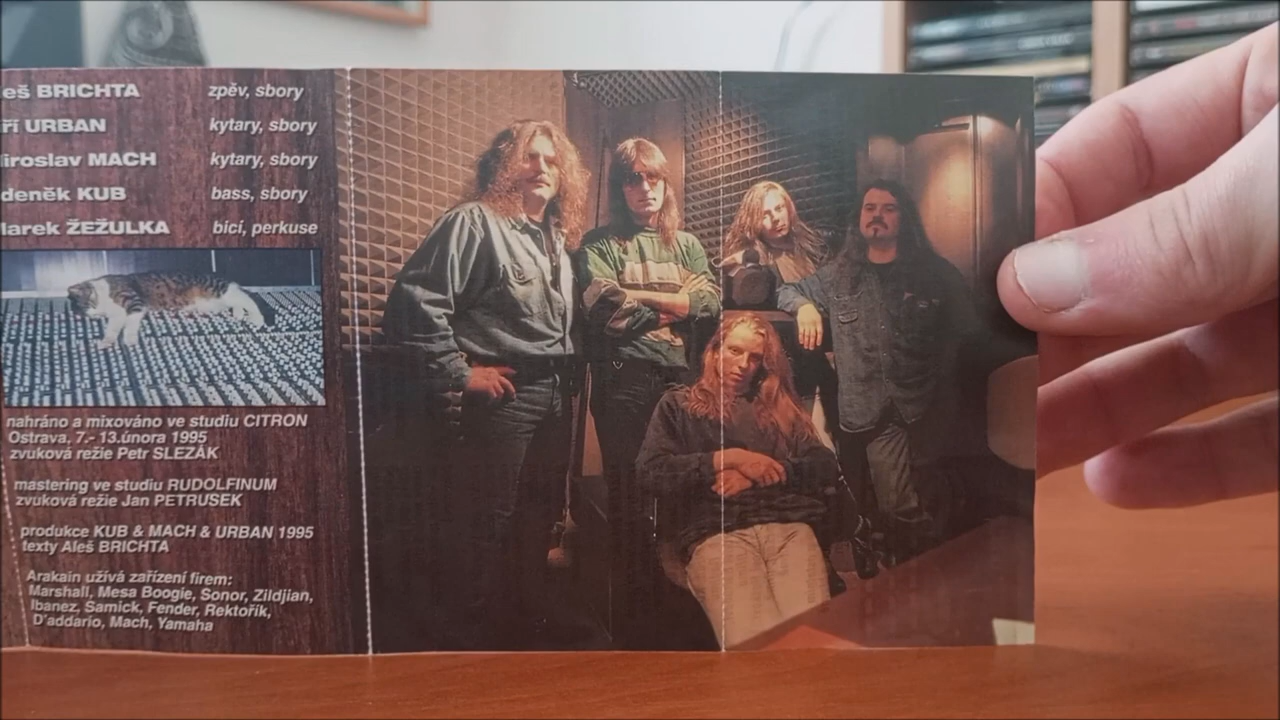 eš BRICHTA zpěv, sbory
ří URBAN kytary, sbory
iroslav MACH kytary, sbory
deněk KUB bass, sbory
arek ŽEŽULKA bicí, perkuse
nahráno a mixováno ve studiu CITRON
Ostrava, 7.- 13.února 1995
zvuková režie Petr SLEZÁK
mastering ve studiu RUDOLFINUM
zvuková režie Jan PETRUSEK
produkce KUB & MACH & URBAN 1995
texty Aleš BRICHTA
Arakain užívá zařízení firem:
Marshall, Mesa Boogie, Sonor, Zildjian,
Ibanez, Samick, Fender, Rektořík,
D'addario, Mach, Yamaha